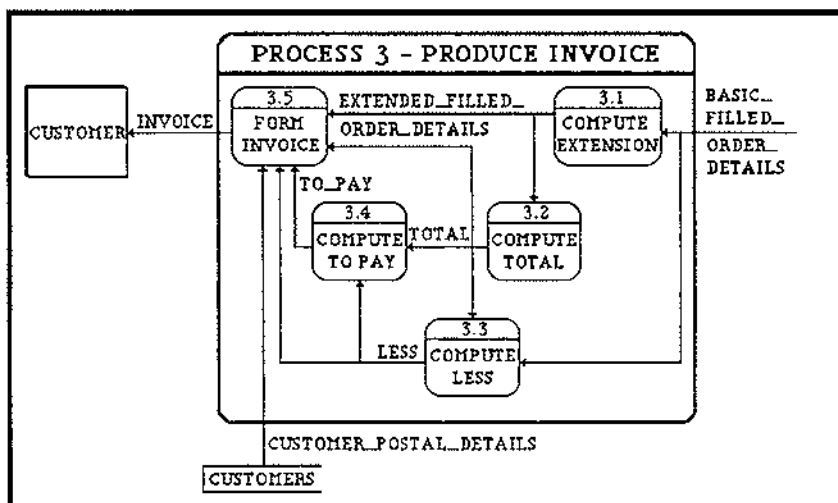 PROCESS 3 - PRODUCE INVOICE
CUSTOMER
INVOICE
3.5
FORM
INVOICE
EXTENDED_FILLED_
ORDER_DETAILS
3.1
COMPUTE
EXTENSION
BASIC_
FILLED_
ORDER_
DETAILS
TO_PAY
3.4
COMPUTE
TO PAY
TOTAL
3.2
COMPUTE
TOTAL
LESS
3.3
COMPUTE
LESS
CUSTOMER_POSTAL_DETAILS
CUSTOMERS